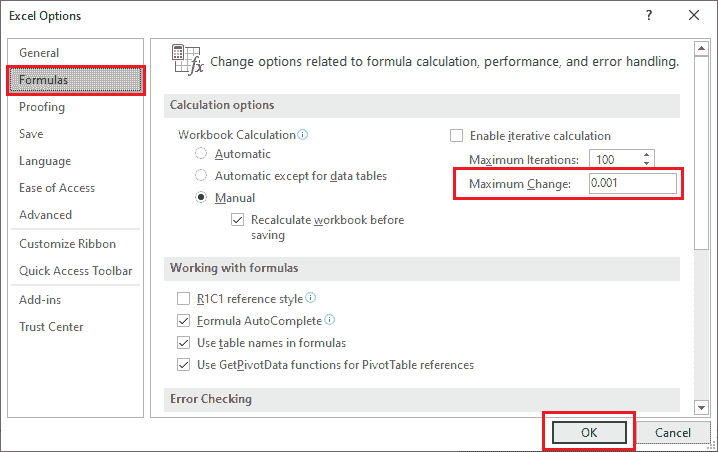 Excel Options
?
General
Formulas
Proofing
Save
Language
Ease of Access
Advanced
Customize Ribbon
Quick Access Toolbar
Add-ins
Trust Center
Change options related to formula calculation, performance, and error handling.
Calculation options
Workbook Calculation
Automatic
Automatic except for data tables
Manual
Recalculate workbook before
saving
Enable iterative calculation
Maximum Iterations: 100
Maximum Change: 0.001
Working with formulas
R1C1 reference style
Formula AutoComplete
Use table names in formulas
Use GetPivotData functions for PivotTable references
Error Checking
OK
Cancel